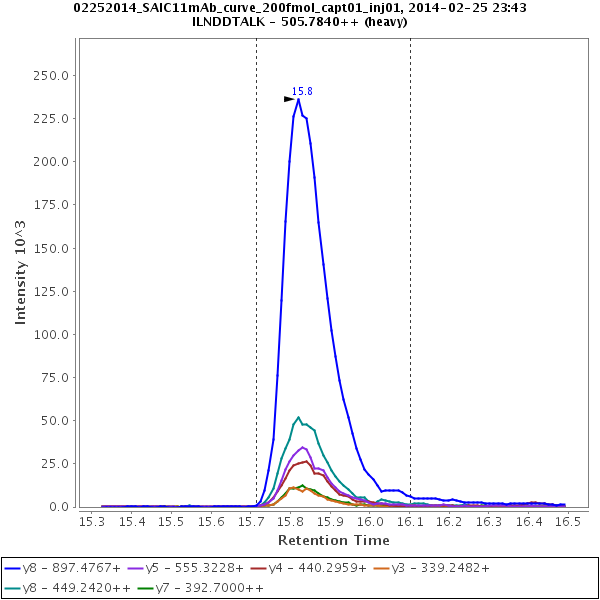 02252014_SAIC11mAb_curve_200fmol_capt01_inj01, 2014-02-25 23:43
ILNDDTALK - 505.7840++ (heavy)
15.8
250.0
225.0
200.0
175.0
150.0
125.0
100.0
75.0
50.0
25.0
0.0
Intensity 10^3
15.3 15.4 15.5 15.6 15.7 15.8 15.9 16.0 16.1 16.2 16.3 16.4 16.5
Retention Time
y8 - 897.4767+ y5 - 555.3228+ y4 - 440.2959+ y3 - 339.2482+
y8 - 449.2420++ y7 - 392.7000++